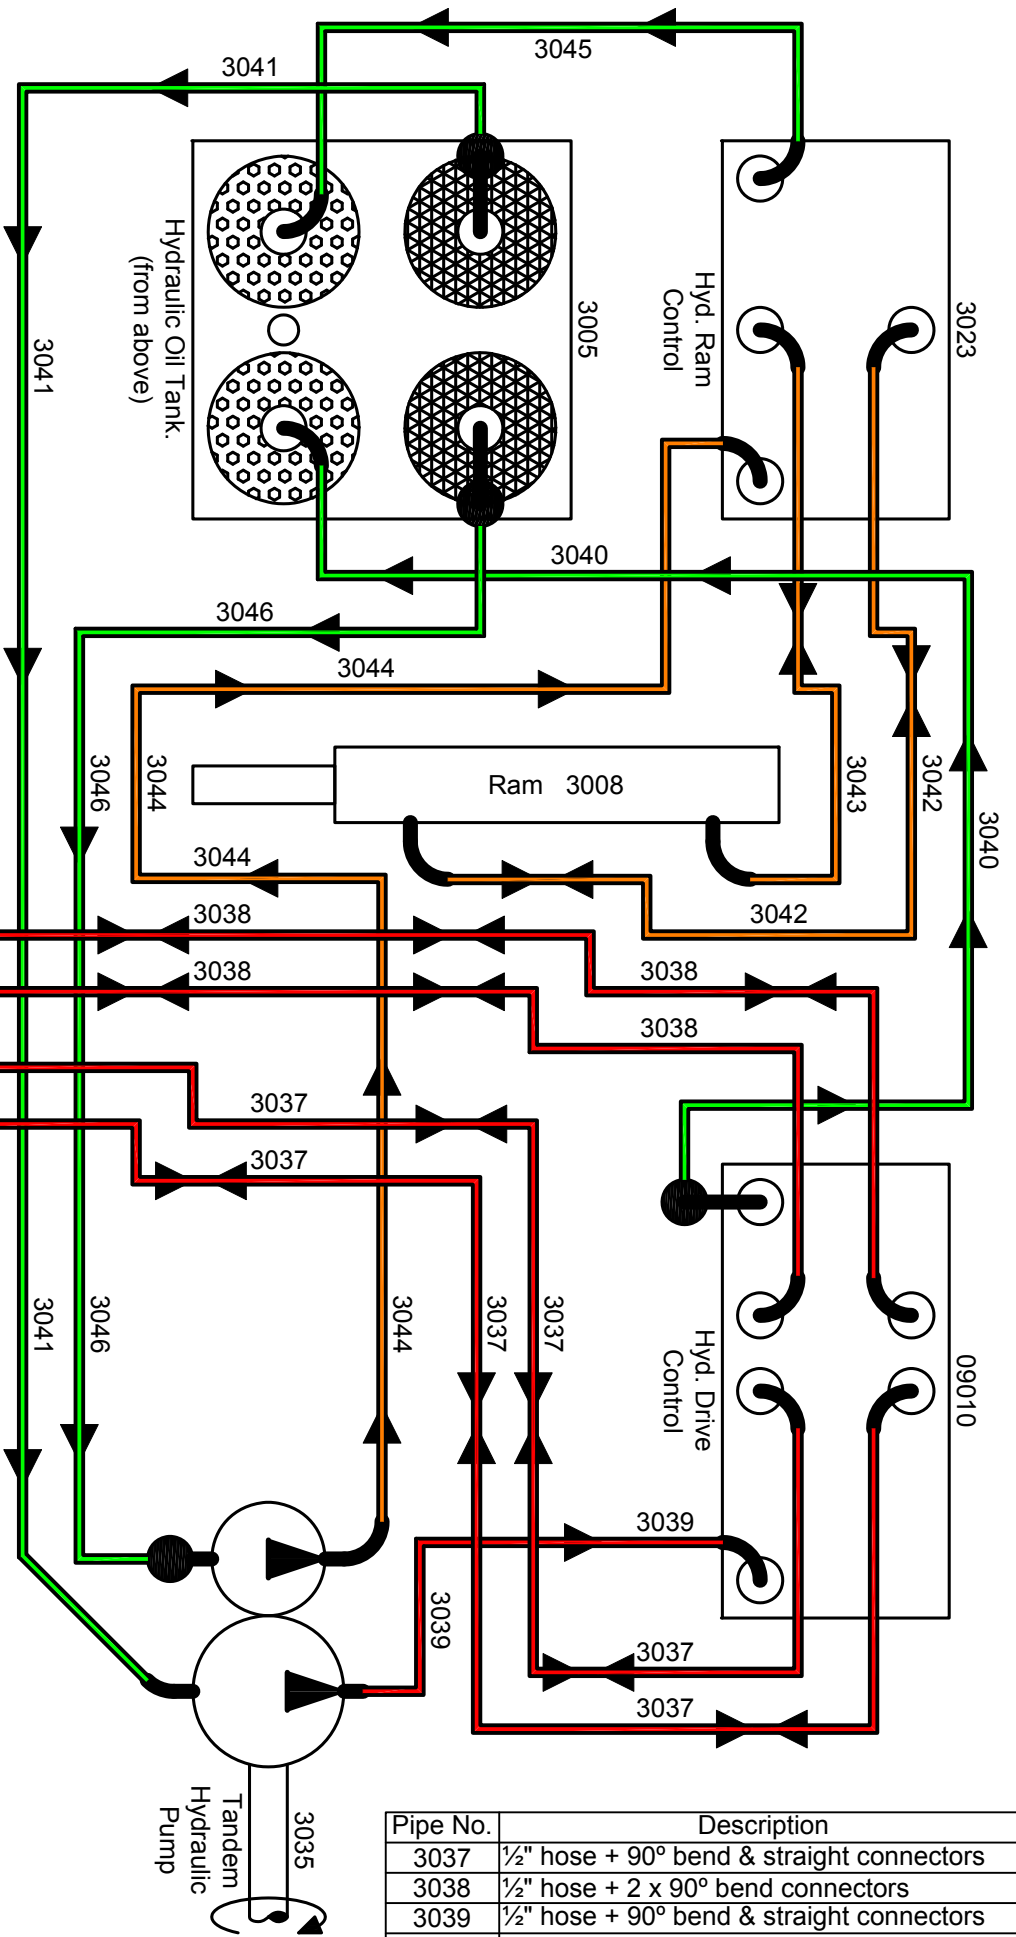 3045
3041
3005
3023
Hyd. Ram
Control
Hydraulic Oil Tank.
(from above)
3041
3040
3046
3044
3046
3044
Ram 3008
3043
3042
3040
3044
3042
3038
3038
3038
3038
3037
3037
3041
3046
3044
3037
3037
Hyd. Drive
Control
09010
3039
3039
3037
3037
3035
Tandem
Hydraulic
Pump
Pipe No. Description
3037 ½" hose + 90º bend & straight connectors
3038 ½" hose + 2 x 90º bend connectors
3039 ½" hose + 90º bend & straight connectors